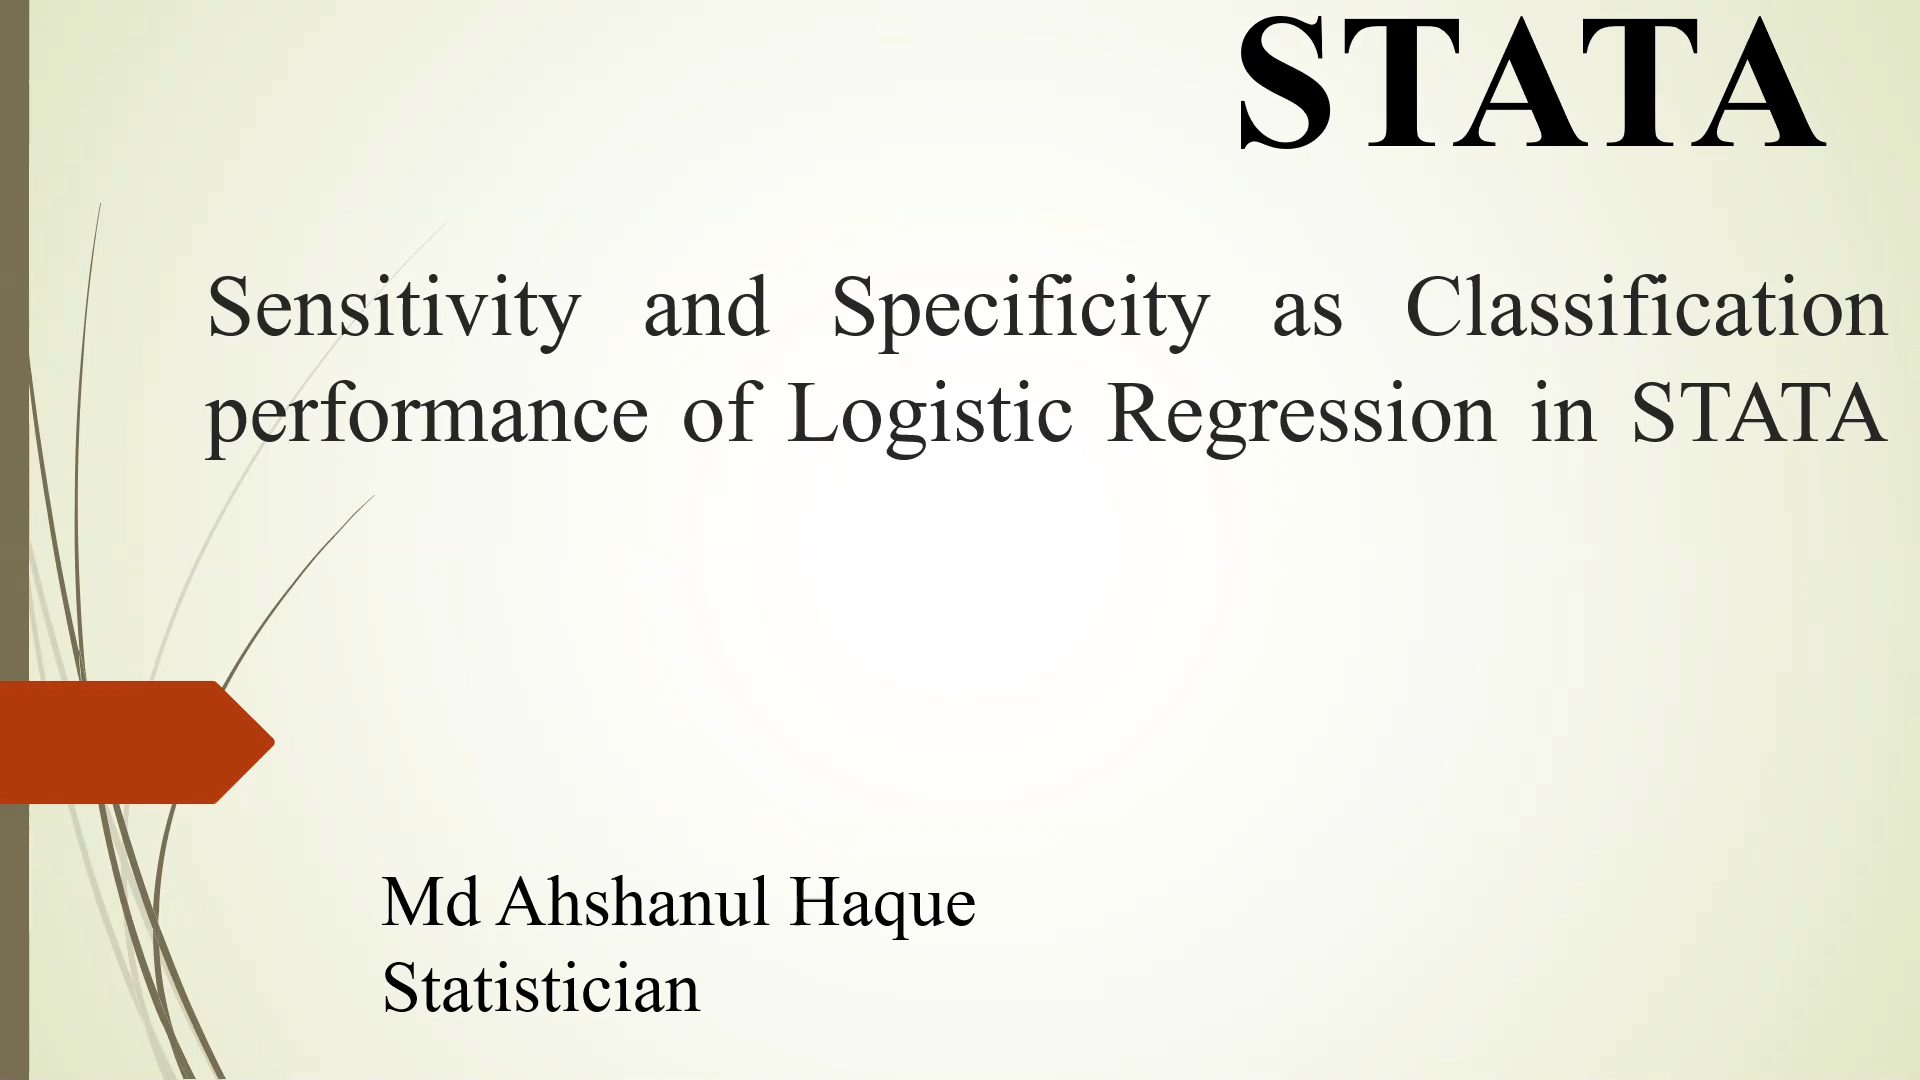 STATA
Sensitivity and Specificity as Classification
performance of Logistic Regression in STATA
Md Ahshanul Haque
Statistician